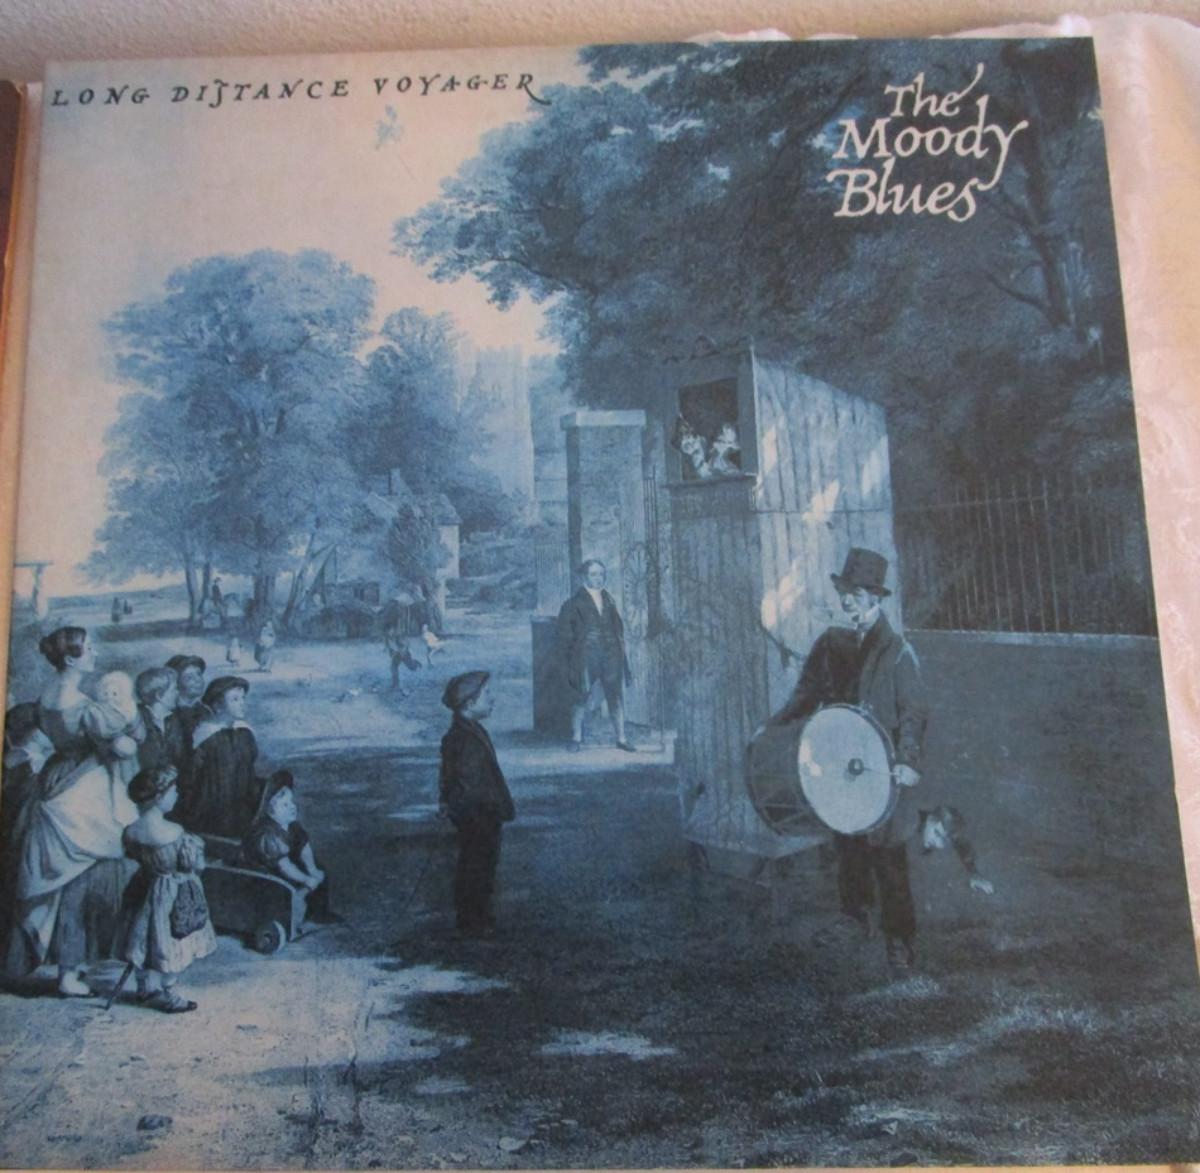 LONG DISTANCE VOYAGER
The
Moody
Blues